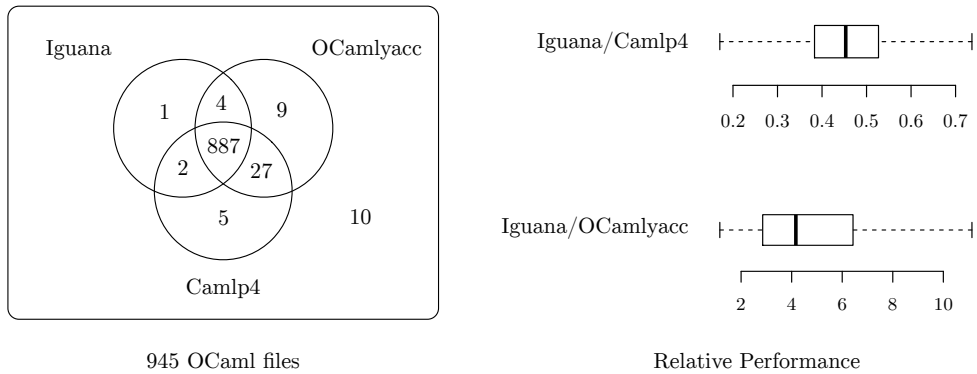 Iguana
OCamlyacc
1
4
9
887
2
27
5
10
Camlp4
945 OCaml files
Iguana/Camlp4
0.2 0.3 0.4 0.5 0.6 0.7
Iguana/OCamlyacc
2 4 6 8 10
Relative Performance